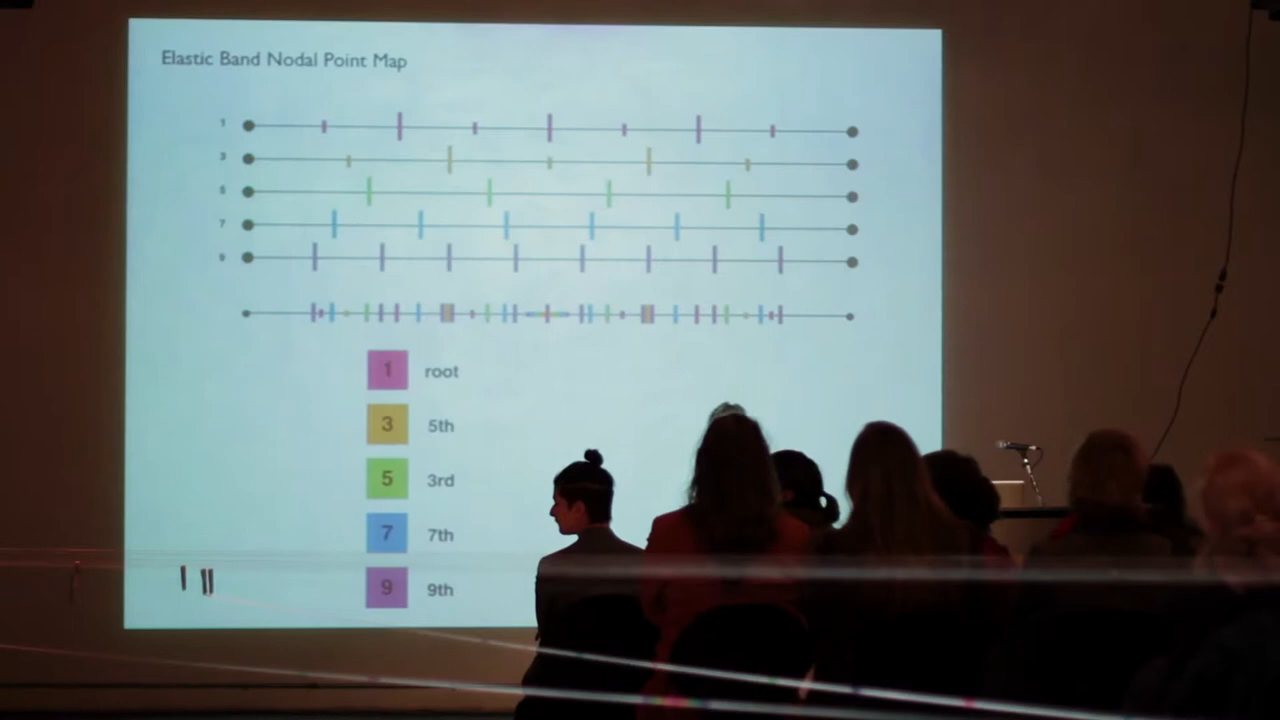 Elastic Band Nodal Point Map
1
3
5
7
9
1 root
3 5th
5 3rd
7 7th
9 9th